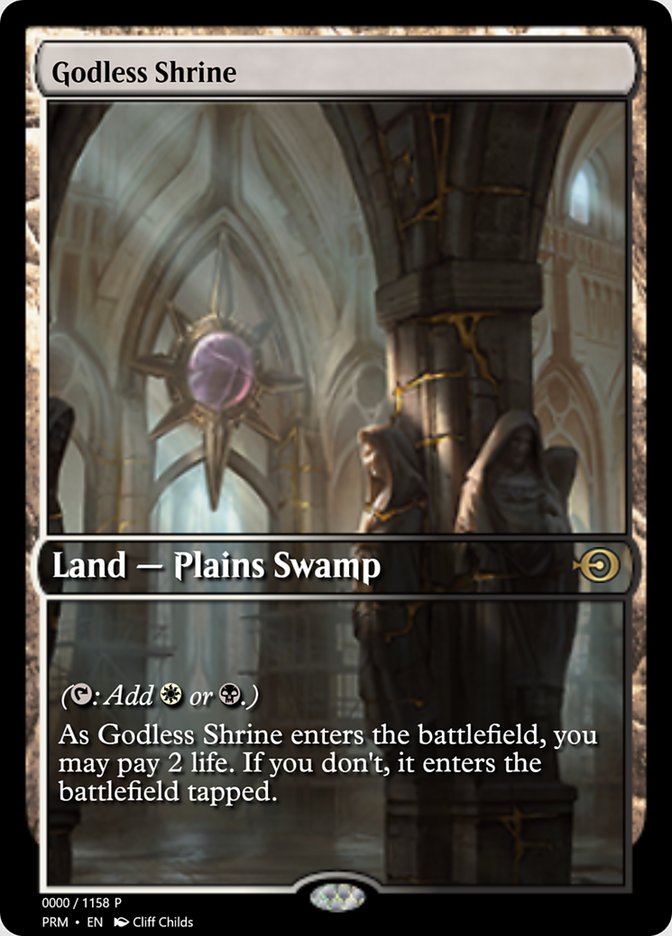 Godless Shrine
Land — Plains Swamp
(: Add or .)
As Godless Shrine enters the battlefield, you
may pay 2 life. If you don't, it enters the
battlefield tapped.
0000 / 1158 P
PRM • EN Cliff Childs